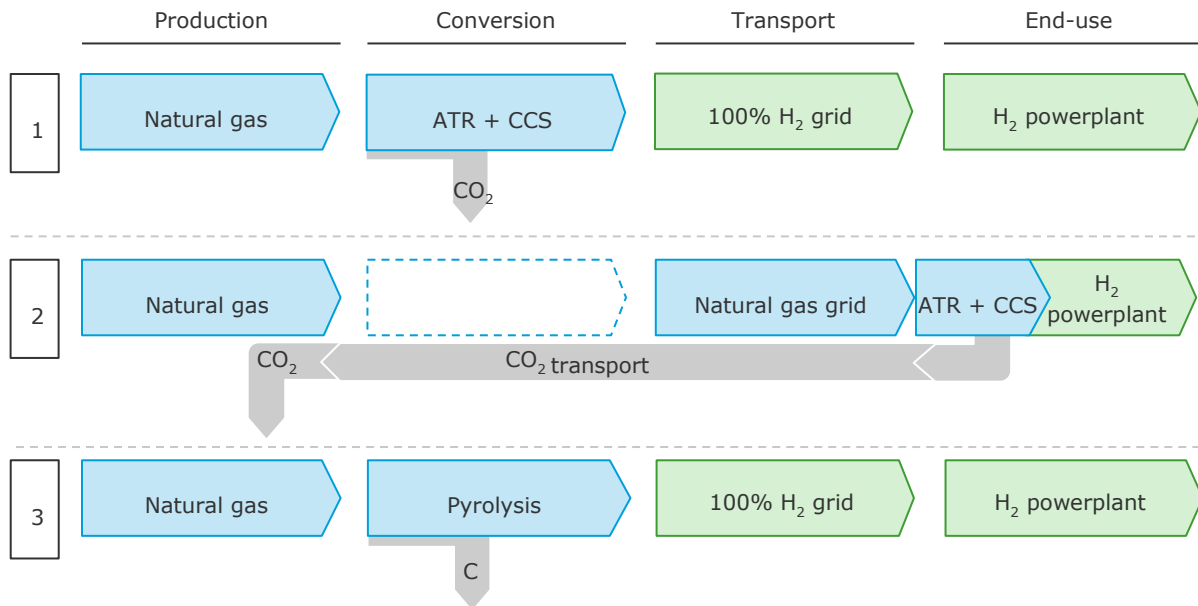 Production Conversion Transport End-use
1 Natural gas ATR + CCS 100% H₂ grid H₂ powerplant
CO₂
2 Natural gas Natural gas grid ATR + CCS H₂
powerplant
CO₂ CO₂ transport
3 Natural gas Pyrolysis 100% H₂ grid H₂ powerplant
C